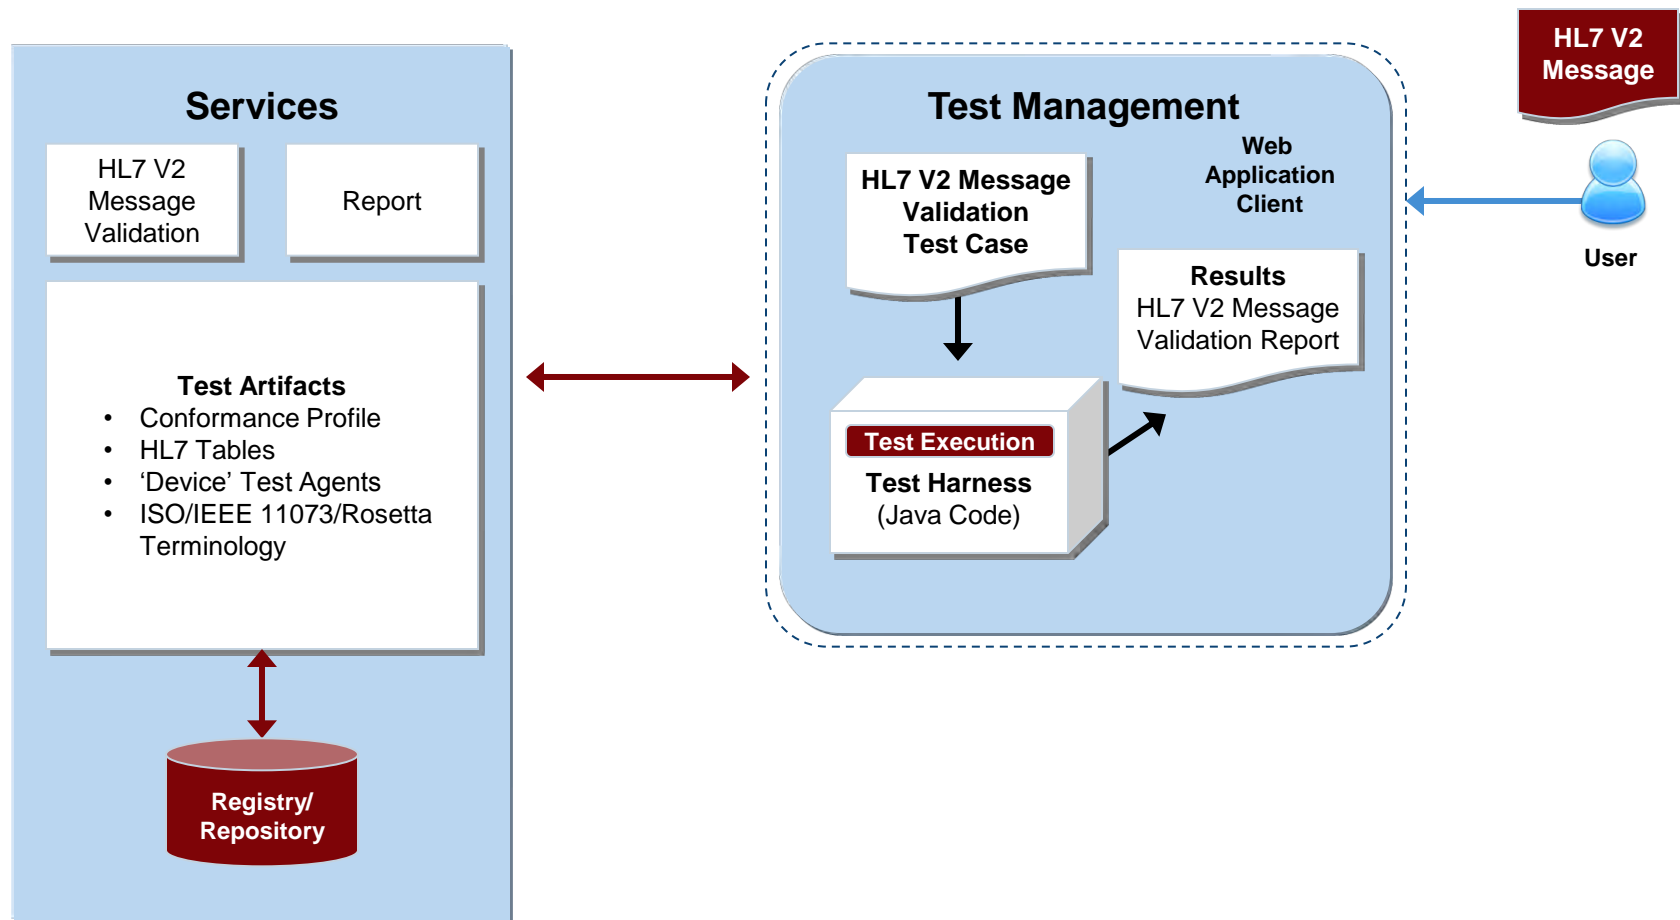 Services
HL7 V2
Message
Validation
Report
Test Artifacts
• Conformance Profile
• HL7 Tables
• ‘Device’ Test Agents
• ISO/IEEE 11073/Rosetta
Terminology
Registry/
Repository
Test Management
Web
Application
Client
HL7 V2 Message
Validation
Test Case
Results
HL7 V2 Message
Validation Report
Test Execution
Test Harness
(Java Code)
HL7 V2
Message
User